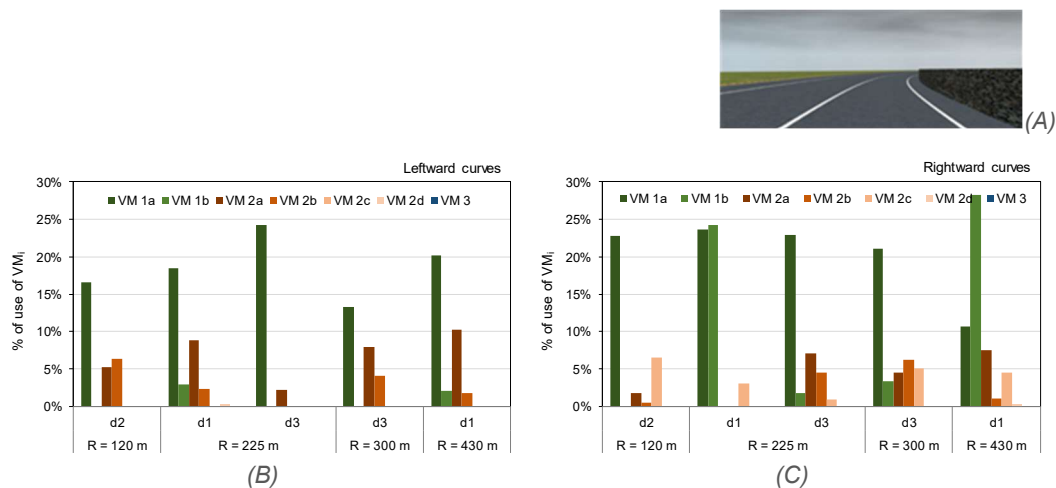 (A)
Leftward curves
30%
VM 1a VM 1b VM 2a VM 2b VM 2c VM 2d VM 3
25%
20%
15%
10%
5%
0%
% of use of VMi
d2 d1 d3 d3 d1
R = 120 m R = 225 m R = 300 m R = 430 m
(B)
Rightward curves
30%
VM 1a VM 1b VM 2a VM 2b VM 2c VM 2d VM 3
25%
20%
15%
10%
5%
0%
% of use of VMi
d2 d1 d3 d3 d1
R = 120 m R = 225 m R = 300 m R = 430 m
(C)